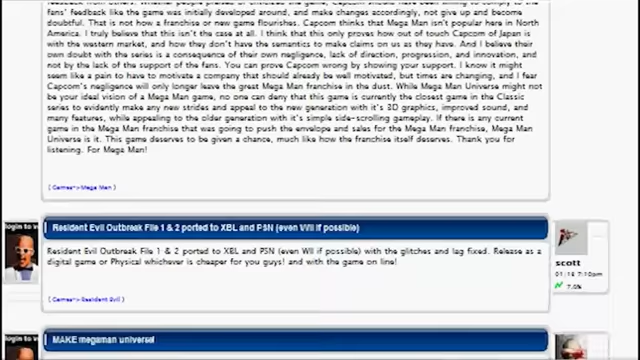 fans' feedback like the game was initially developed around, and make changes accordingly, not give up and become
doubtful. That is not how a franchise or new game flourishes. Capcom thinks that Mega Man isn't popular here in North
America. I truly believe that this isn't the case at all. I think that this only proves how out of touch Capcom of Japan is
with the western market, and how they don't have the semantics to make claims on us as they have. And I believe their
own doubt with the series is a consequence of their own negligence, lack of direction, progression, and innovation, and
not by the lack of the support of the fans. You can prove Capcom wrong by showing your support. I know it might
seem like a pain to have to motivate a company that should already be well motivated, but times are changing, and I fear
Capcom's negligence will only longer leave the great Mega Man franchise in the dust. While Mega Man Universe might not
be your ideal vision of a Mega Man game, no one can deny that this game is currently the closest game in the Classic
series to evidently make any new strides and appeal to the new generation with it's 3D graphics, improved sound, and
many features, while appealing to the older generation with it's simple side-scrolling gameplay. If there is any current
game in the Mega Man franchise that was going to push the envelope and sales for the Mega Man franchise, Mega Man
Universe is it. This game deserves to be given a chance, much like how the franchise itself deserves. Thank you for
listening. For Mega Man!
( Games->Mega Man )
login to v
Resident Evil Outbreak File 1 & 2 ported to XBL and PSN (even WII if possible)
Resident Evil Outbreak File 1 & 2 ported to XBL and PSN (even WII if possible) with the glitches and lag fixed. Release as a
digital game or Physical whichever is cheaper for you guys! and with the game on line!
scott
01/18 7:10pm
7.0%
( Games->Resident Evil )
login to v
MAKE megaman universal